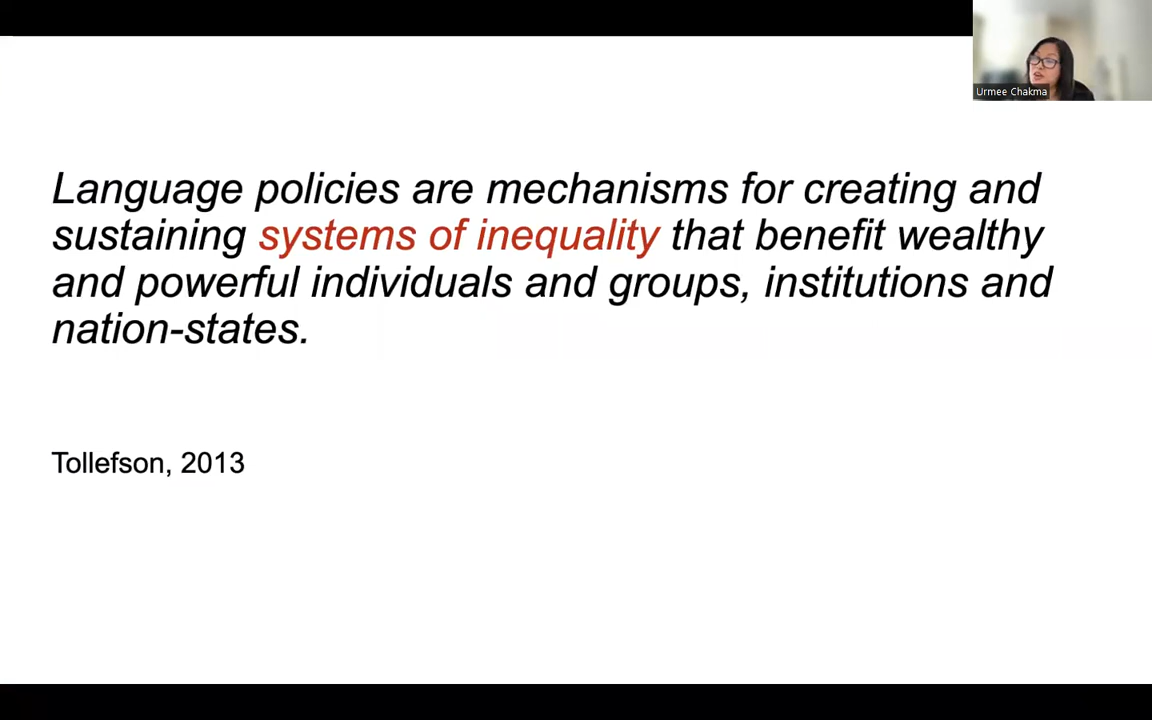 Urmee Chakma
Language policies are mechanisms for creating and
sustaining systems of inequality that benefit wealthy
and powerful individuals and groups, institutions and
nation-states.
Tollefson, 2013